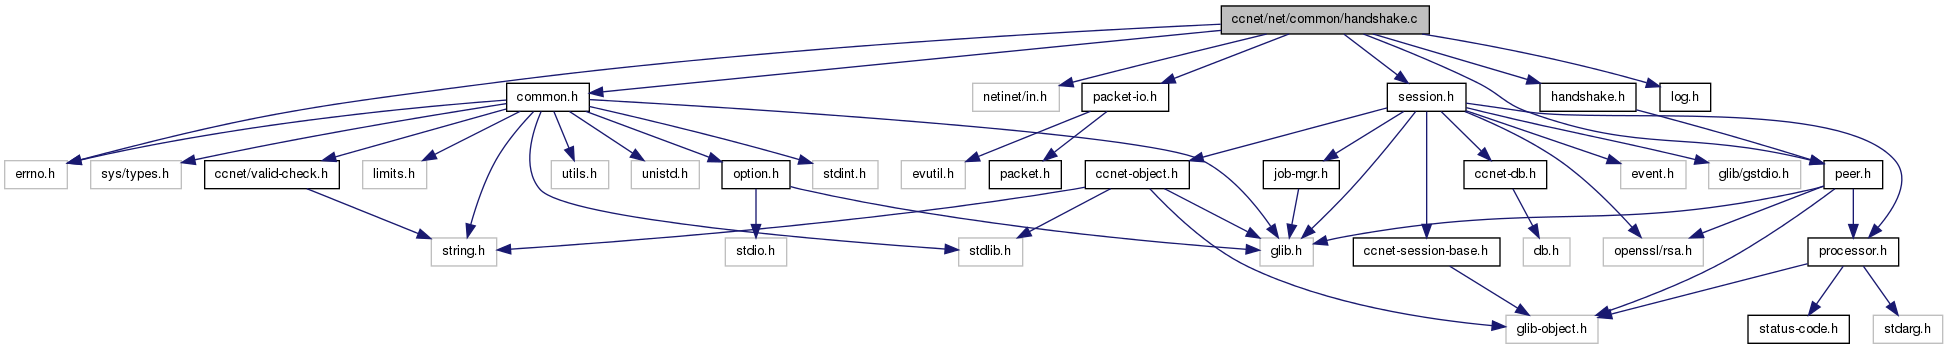 ccnet/net/common/handshake.c
common.h
netinet/in.h
packet-io.h
session.h
handshake.h
log.h
errno.h
sys/types.h
ccnet/valid-check.h
limits.h
utils.h
unistd.h
option.h
stdint.h
evutil.h
packet.h
ccnet-object.h
job-mgr.h
ccnet-db.h
event.h
glib/gstdio.h
peer.h
string.h
stdio.h
stdlib.h
glib.h
ccnet-session-base.h
db.h
openssl/rsa.h
processor.h
glib-object.h
status-code.h
stdarg.h